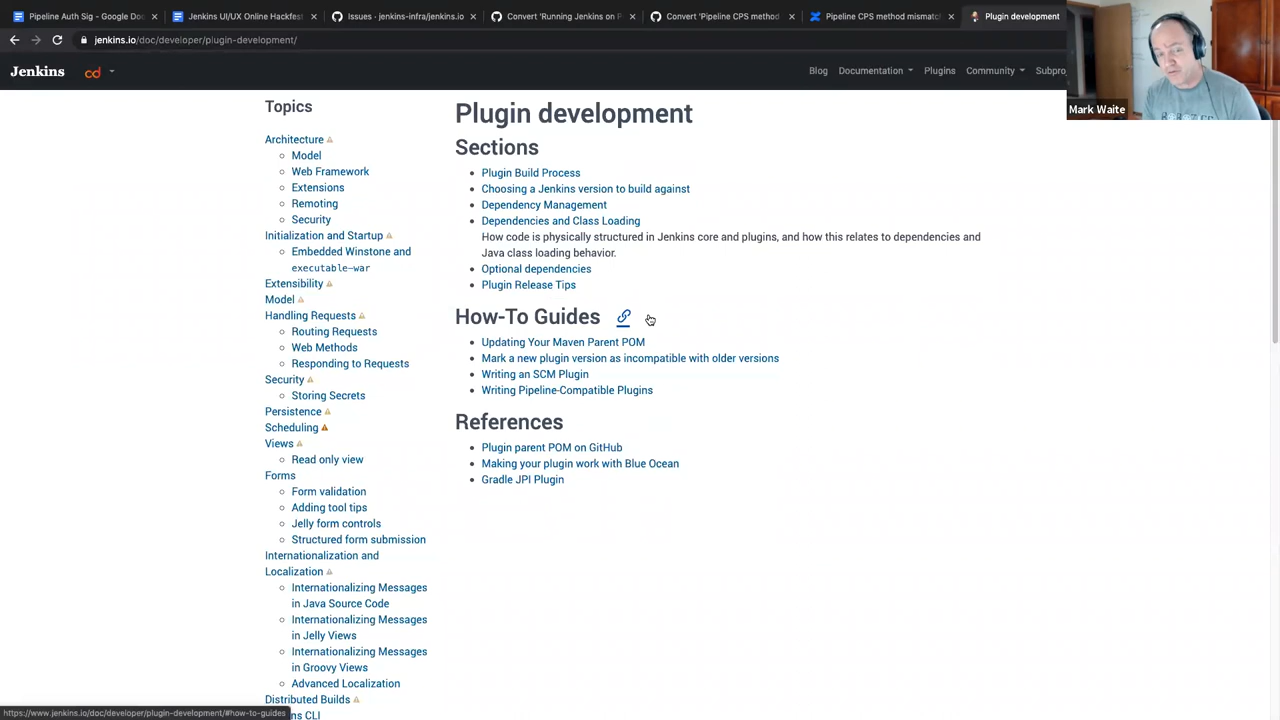 Pipeline Auth Sig - Google Do
Jenkins UI/UX Online Hackfest
Issues · jenkins-infra/jenkins.io
Convert 'Running Jenkins on P
Convert 'Pipeline CPS method
Pipeline CPS method mismatch
Plugin development
jenkins.io/doc/developer/plugin-development/
Jenkins
cd
Blog
Documentation
Plugins
Community
Subproj
Mark Waite
Topics
Architecture
Model
Web Framework
Extensions
Remoting
Security
Initialization and Startup
Embedded Winstone and
executable-war
Extensibility
Model
Handling Requests
Routing Requests
Web Methods
Responding to Requests
Security
Storing Secrets
Persistence
Scheduling
Views
Read only view
Forms
Form validation
Adding tool tips
Jelly form controls
Structured form submission
Internationalization and
Localization
Internationalizing Messages
in Java Source Code
Internationalizing Messages
in Jelly Views
Internationalizing Messages
in Groovy Views
Advanced Localization
Distributed Builds
ns CLI
Plugin development
Sections
Plugin Build Process
Choosing a Jenkins version to build against
Dependency Management
Dependencies and Class Loading
How code is physically structured in Jenkins core and plugins, and how this relates to dependencies and
Java class loading behavior.
Optional dependencies
Plugin Release Tips
How-To Guides
Updating Your Maven Parent POM
Mark a new plugin version as incompatible with older versions
Writing an SCM Plugin
Writing Pipeline-Compatible Plugins
References
Plugin parent POM on GitHub
Making your plugin work with Blue Ocean
Gradle JPI Plugin
https://www.jenkins.io/doc/developer/plugin-development/#how-to-guides